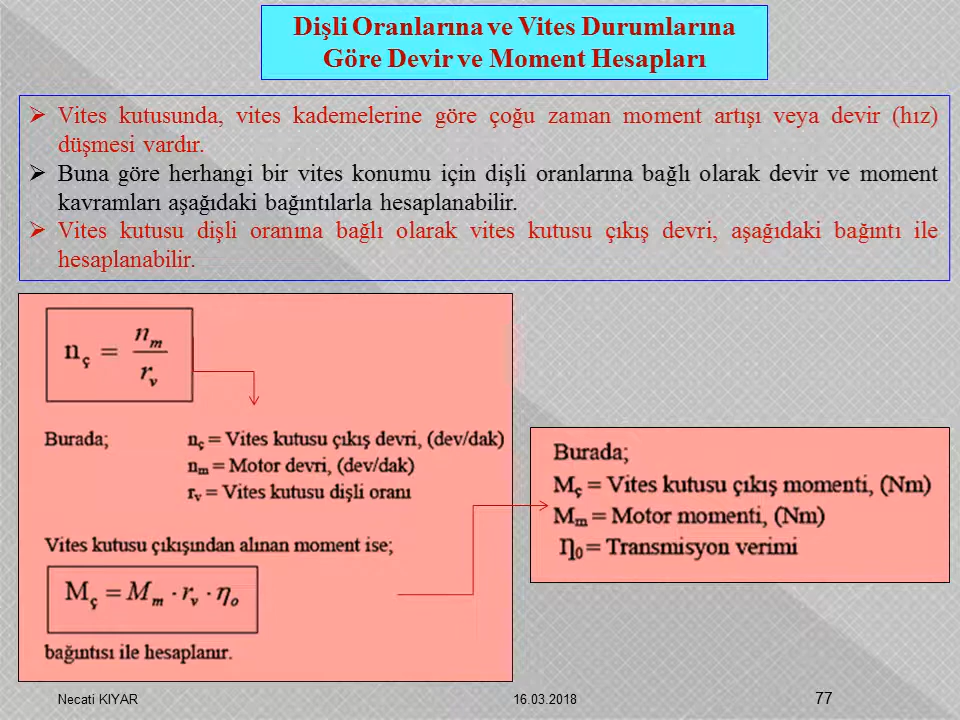 Dişli Oranlarına ve Vites Durumlarına
Göre Devir ve Moment Hesapları
➢ Vites kutusunda, vites kademelerine göre çoğu zaman moment artışı veya devir (hız)
düşmesi vardır.
➢ Buna göre herhangi bir vites konumu için dişli oranlarına bağlı olarak devir ve moment
kavramları aşağıdaki bağıntılarla hesaplanabilir.
➢ Vites kutusu dişli oranına bağlı olarak vites kutusu çıkış devri, aşağıdaki bağıntı ile
hesaplanabilir.
nç = nm / rv
Burada; nç = Vites kutusu çıkış devri, (dev/dak)
nm = Motor devri, (dev/dak)
rv = Vites kutusu dişli oranı
Vites kutusu çıkışından alınan moment ise;
Mç = Mm · rv · ηo
bağıntısı ile hesaplanır.
Burada;
Mç = Vites kutusu çıkış momenti, (Nm)
Mm = Motor momenti, (Nm)
Ƞ0 = Transmisyon verimi
Necati KIYAR 16.03.2018 77